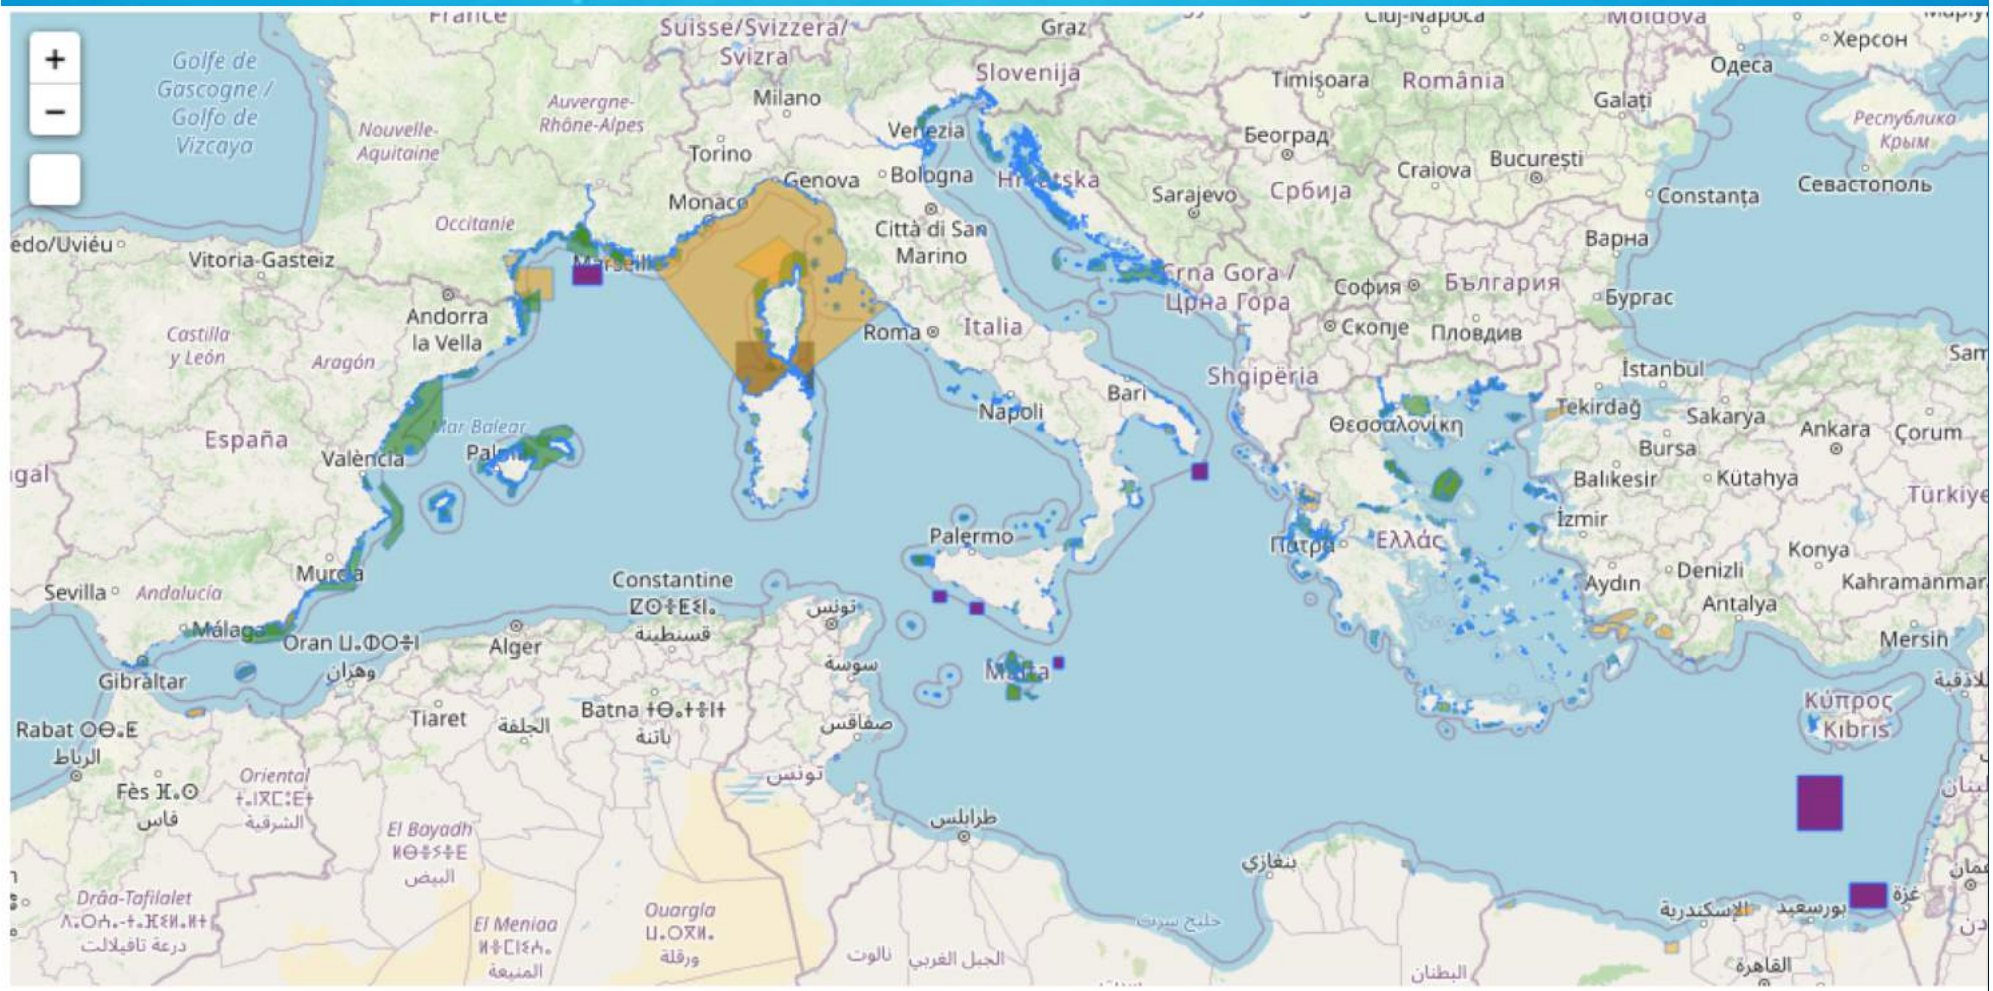 +
−
France
Suisse/Svizzera/
Svizra
Graz
Cluj-Napoca
Moldova
Херсон
Одеса
Golfe de
Gascogne /
Golfo de
Vizcaya
Slovenija
Timișoara
România
Milano
Galați
Auvergne-
Rhône-Alpes
Республика
Крым
Nouvelle-
Aquitaine
Venezia
Београд
Torino
București
Craiova
Genova
Bologna
Hrvatska
Севастополь
Sarajevo
Србија
Constanța
Monaco
Occitanie
Città di San
Marino
Варна
edo/Uviéu
Vitoria-Gasteiz
Marseille
Crna Gora /
Црна Гора
София
България
Бургас
Andorra
la Vella
Castilla
y León
Aragón
Roma
Italia
Скопје
Пловдив
Sam
İstanbul
Shqipëria
Bari
Napoli
Tekirdağ
Sakarya
Θεσσαλονίκη
Mar Balear
España
Ankara
Çorum
Bursa
València
gal
Balıkesir
Kütahya
Türkiye
İzmir
Palermo
Πάτρα
Ελλάς
Konya
Murcia
Denizli
Aydın
Kahramanmar
Sevilla
Andalucía
Constantine
ⵇⵙⵏⵟⵉⵏⴰ
قسنطينة
تونس
Antalya
Málaga
Oran
وهران
Alger
Mersin
سوسة
Malta
Gibraltar
اللاذقية
Κύπρος
Kıbrıs
Tiaret
الجلفة
Batna
باتنة
صفاقس
Rabat
الرباط
تونس
Oriental
الشرقية
Fès
فاس
طرابلس
El Bayadh
البيض
بنغازي
Drâa-Tafilalet
درعة تافيلالت
Ouargla
ورقلة
El Meniaa
المنيعة
خليج سرت
الإسكندرية
بورسعيد
غزة
نالوت
الجبل الغربي
البطنان
القاهرة